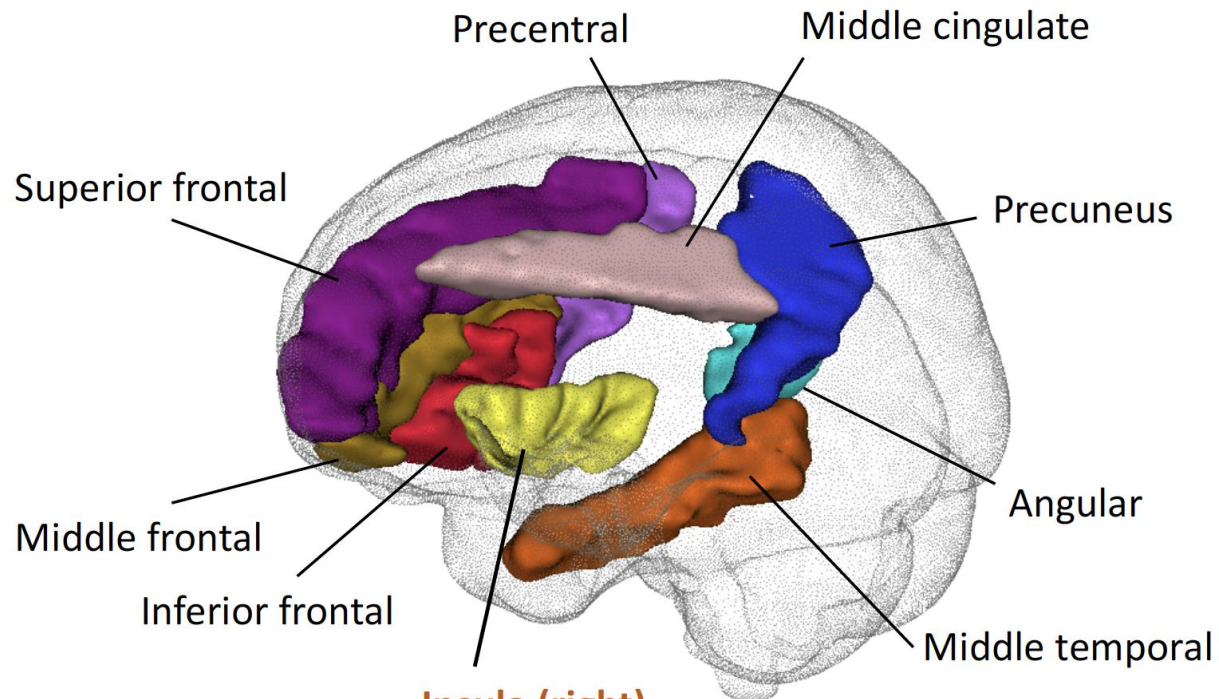 Precentral
Middle cingulate
Superior frontal
Precuneus
Angular
Middle frontal
Inferior frontal
Middle temporal
Insula (right)